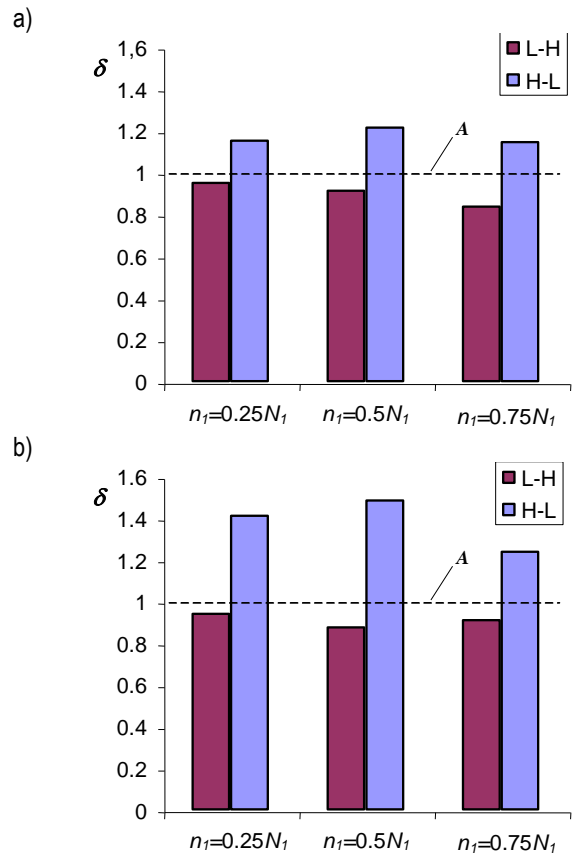 a)
δ
1,6
1.4
1.2
1
0.8
0.6
0.4
0.2
0
L-H
H-L
A
n1=0.25N1
n1=0.5N1
n1=0.75N1
b)
δ
1.6
1.4
1.2
1
0.8
0.6
0.4
0.2
0
L-H
H-L
A
n1=0.25N1
n1=0.5N1
n1=0.75N1